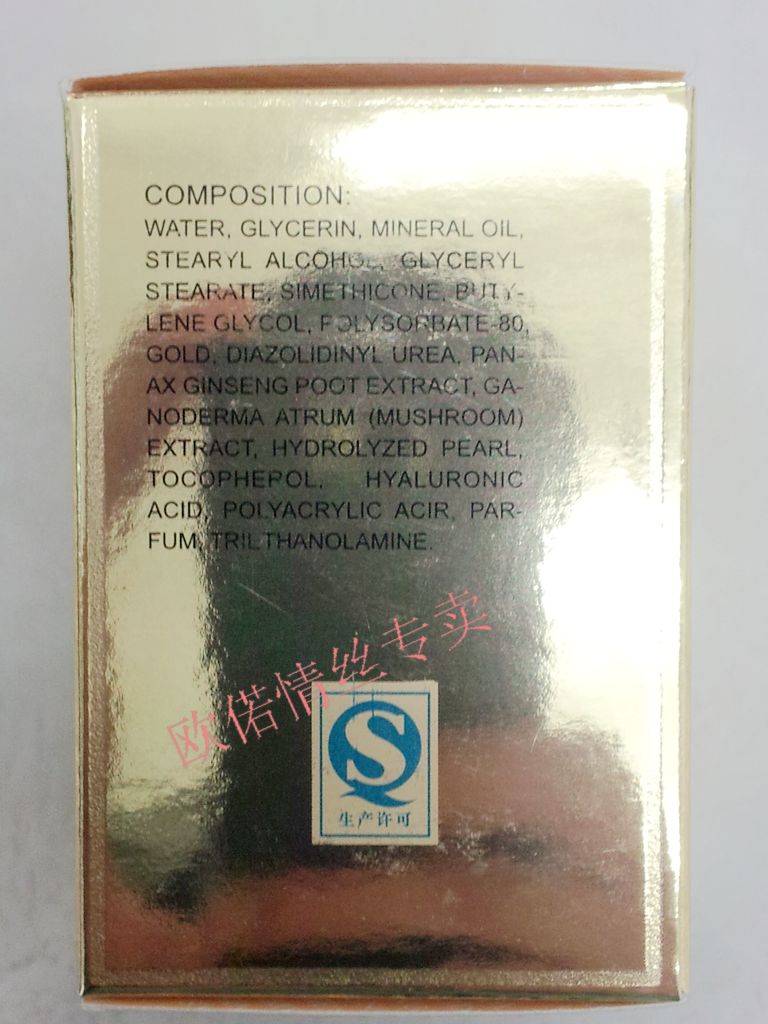 COMPOSITION:
WATER, GLYCERIN, MINERAL OIL,
STEARYL ALCOHOL, GLYCERYL
STEARATE, SIMETHICONE, BUTY-
LENE GLYCOL, POLYSORBATE-80,
GOLD, DIAZOLIDINYL UREA, PAN-
AX GINSENG POOT EXTRACT, GA-
NODERMA ATRUM (MUSHROOM)
EXTRACT, HYDROLYZED PEARL,
TOCOPHEPOL, HYALURONIC
ACID, POLYACRYLIC ACIR, PAR-
FUM, TRILTHANOLAMINE.
欧偌情丝专卖
S
生产许可